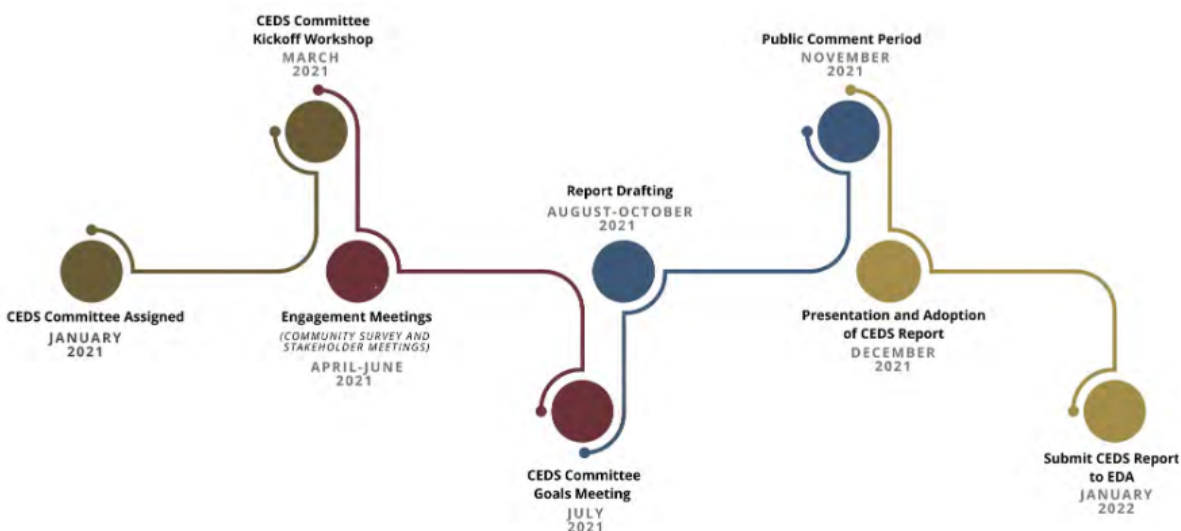 CEDS Committee Assigned
JANUARY
2021
CEDS Committee
Kickoff Workshop
MARCH
2021
Engagement Meetings
(COMMUNITY SURVEY AND
STAKEHOLDER MEETINGS)
APRIL-JUNE
2021
CEDS Committee
Goals Meeting
JULY
2021
Report Drafting
AUGUST-OCTOBER
2021
Public Comment Period
NOVEMBER
2021
Presentation and Adoption
of CEDS Report
DECEMBER
2021
Submit CEDS Report
to EDA
JANUARY
2022